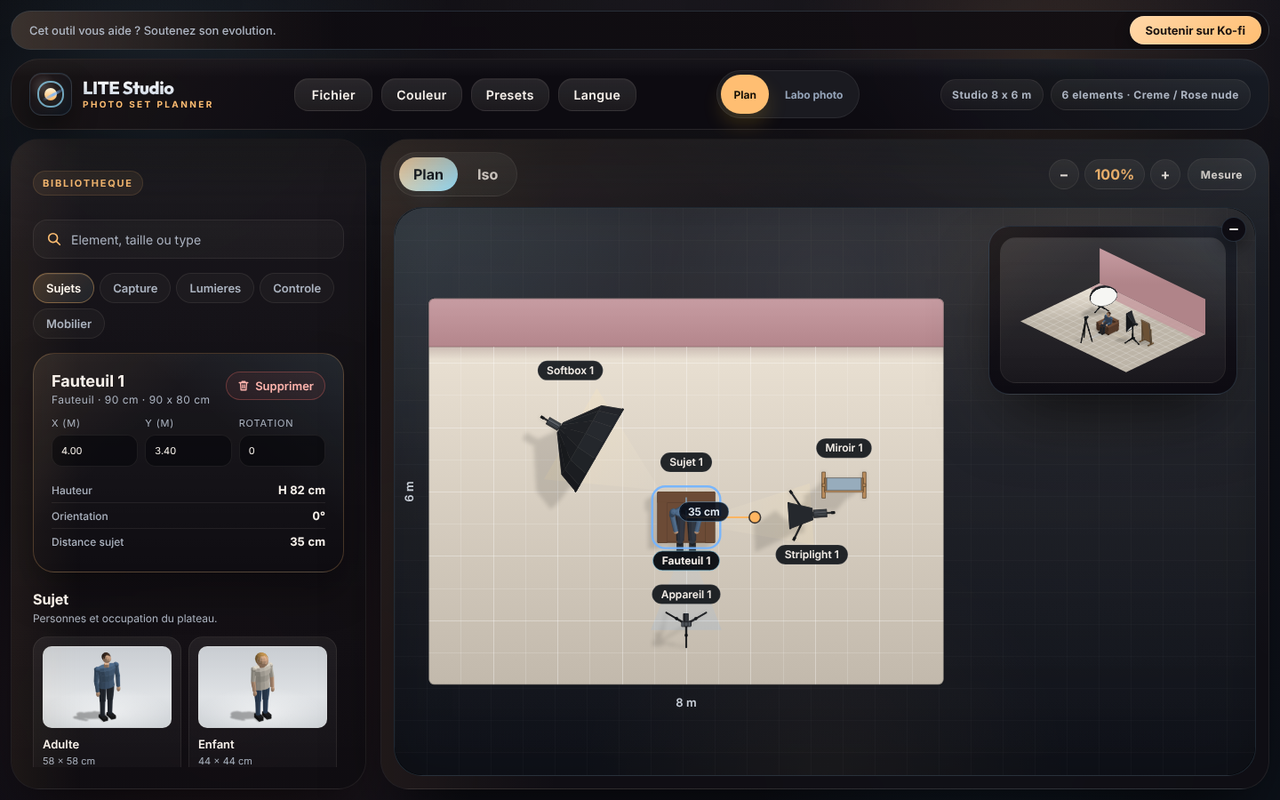 Cet outil vous aide ? Soutenez son evolution.
Soutenir sur Ko-fi
LITE Studio
PHOTO SET PLANNER
Fichier
Couleur
Presets
Langue
Plan
Labo photo
Studio 8 x 6 m
6 elements · Creme / Rose nude
BIBLIOTHEQUE
Element, taille ou type
Sujets
Capture
Lumieres
Controle
Mobilier
Fauteuil 1
Fauteuil · 90 cm · 90 x 80 cm
Supprimer
X (M)
Y (M)
ROTATION
4.00
3.40
0
Hauteur
H 82 cm
Orientation
0°
Distance sujet
35 cm
Sujet
Personnes et occupation du plateau.
Adulte
58 × 58 cm
Enfant
44 × 44 cm
Plan
Iso
−
100%
+
Mesure
−
Softbox 1
Miroir 1
Sujet 1
35 cm
Striplight 1
Fauteuil 1
Appareil 1
6 m
8 m